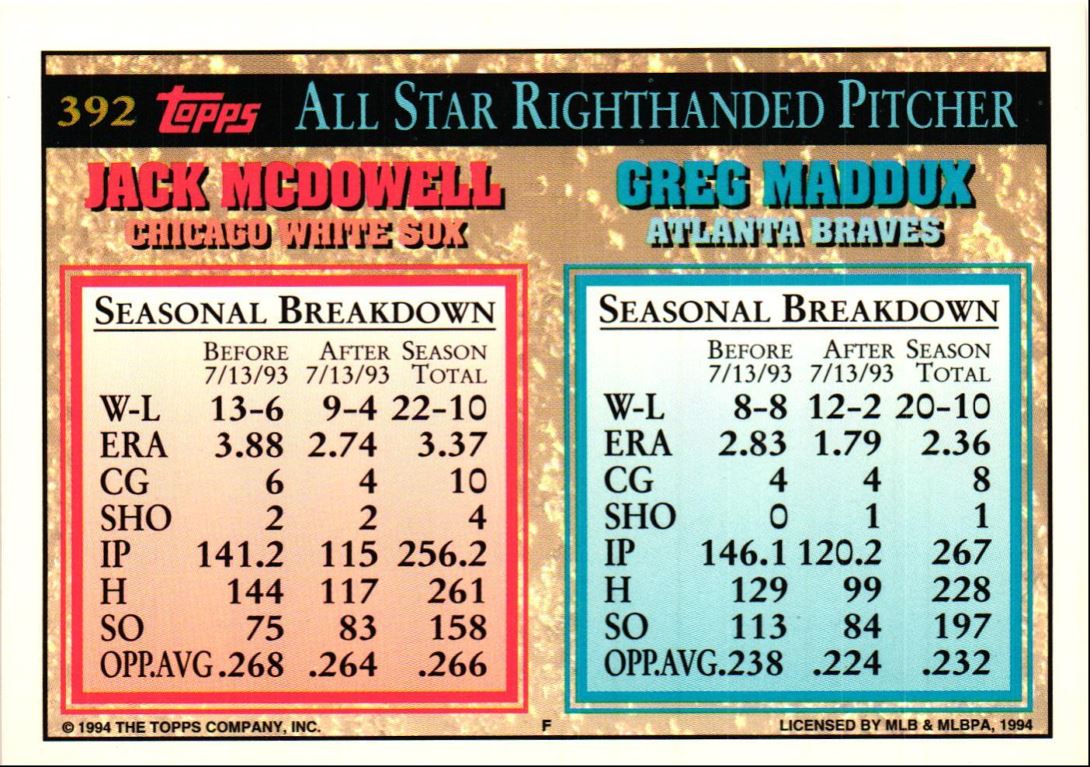 392 Topps ALL STAR RIGHTHANDED PITCHER
JACK MCDOWELL
CHICAGO WHITE SOX
SEASONAL BREAKDOWN
BEFORE AFTER SEASON
7/13/93 7/13/93 TOTAL
W-L 13-6 9-4 22-10
ERA 3.88 2.74 3.37
CG 6 4 10
SHO 2 2 4
IP 141.2 115 256.2
H 144 117 261
SO 75 83 158
OPP.AVG .268 .264 .266
GREG MADDUX
ATLANTA BRAVES
SEASONAL BREAKDOWN
BEFORE AFTER SEASON
7/13/93 7/13/93 TOTAL
W-L 8-8 12-2 20-10
ERA 2.83 1.79 2.36
CG 4 4 8
SHO 0 1 1
IP 146.1 120.2 267
H 129 99 228
SO 113 84 197
OPP.AVG .238 .224 .232
© 1994 THE TOPPS COMPANY, INC. F LICENSED BY MLB & MLBPA, 1994